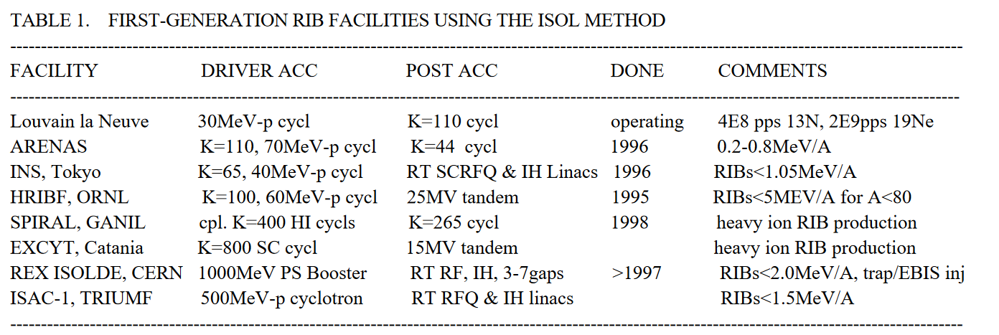 TABLE 1. FIRST-GENERATION RIB FACILITIES USING THE ISOL METHOD
FACILITY DRIVER ACC POST ACC DONE COMMENTS
Louvain la Neuve 30MeV-p cycl K=110 cycl operating 4E8 pps 13N, 2E9pps 19Ne
ARENAS K=110, 70MeV-p cycl K=44 cycl 1996 0.2-0.8MeV/A
INS, Tokyo K=65, 40MeV-p cycl RT SCRFQ & IH Linacs 1996 RIBs<1.05MeV/A
HRIBF, ORNL K=100, 60MeV-p cycl 25MV tandem 1995 RIBs<5MEV/A for A<80
SPIRAL, GANIL cpl. K=400 HI cycls K=265 cycl 1998 heavy ion RIB production
EXCYT, Catania K=800 SC cycl 15MV tandem heavy ion RIB production
REX ISOLDE, CERN 1000MeV PS Booster RT RF, IH, 3-7gaps >1997 RIBs<2.0MeV/A, trap/EBIS inj
ISAC-1, TRIUMF 500MeV-p cyclotron RT RFQ & IH linacs RIBs<1.5MeV/A